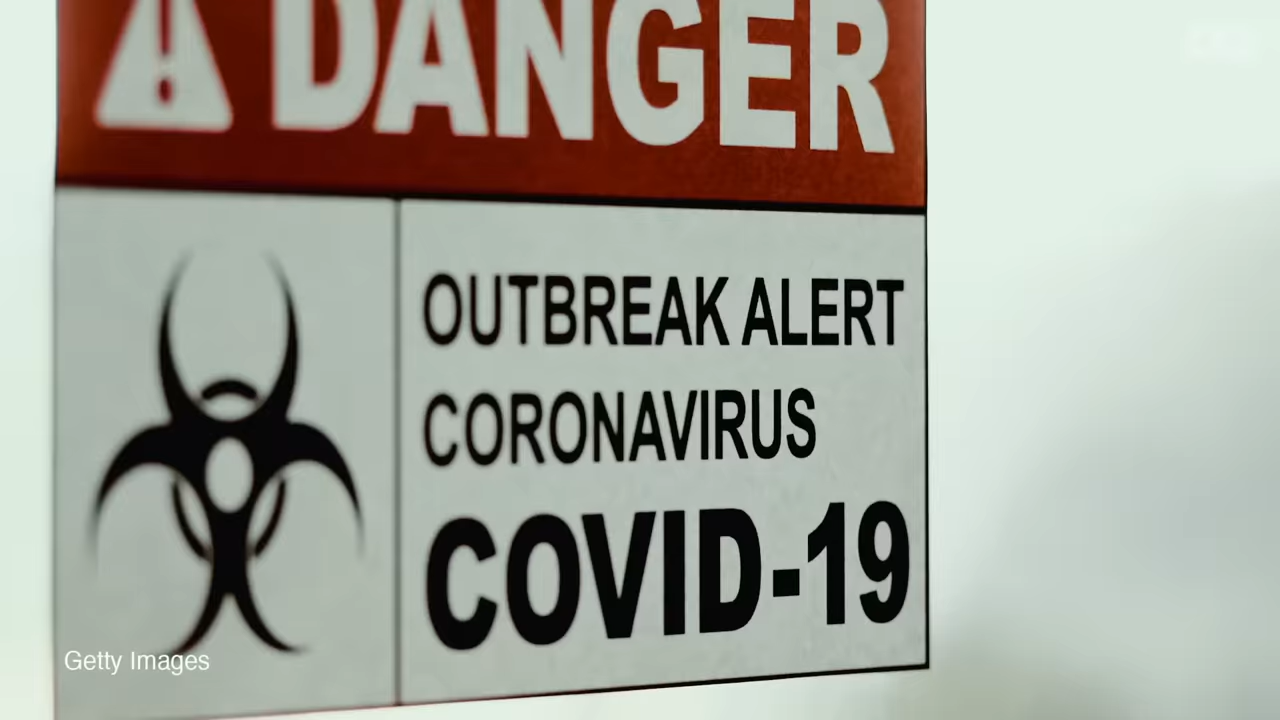 DANGER
OUTBREAK ALERT
CORONAVIRUS
COVID-19
Getty Images